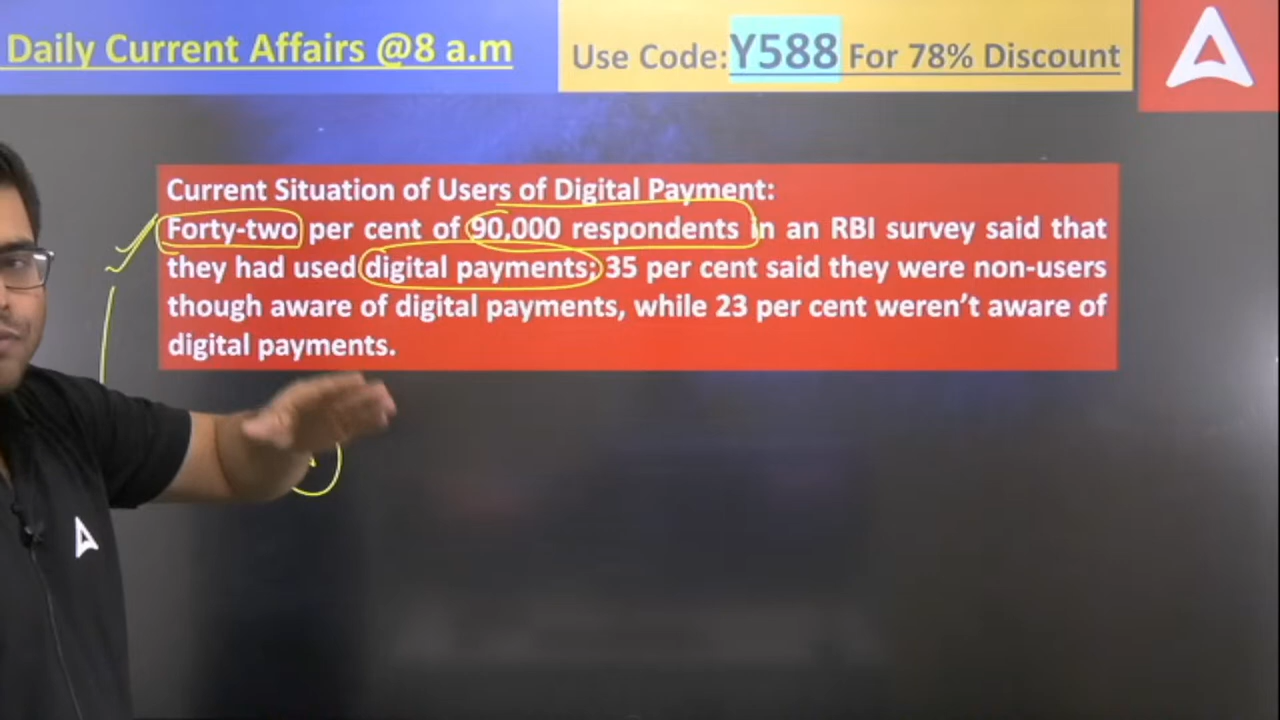 Daily Current Affairs @8 a.m
Use Code:Y588 For 78% Discount
Current Situation of Users of Digital Payment:
Forty-two per cent of 90,000 respondents in an RBI survey said that
they had used digital payments; 35 per cent said they were non-users
though aware of digital payments, while 23 per cent weren't aware of
digital payments.